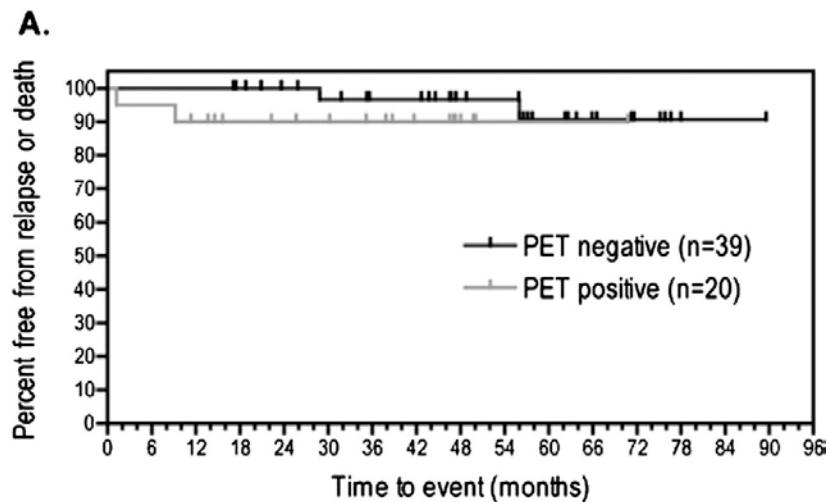 A.
Percent free from relapse or death
100
90
80
70
60
50
40
30
20
10
0
PET negative (n=39)
PET positive (n=20)
0 6 12 18 24 30 36 42 48 54 60 66 72 78 84 90 96
Time to event (months)